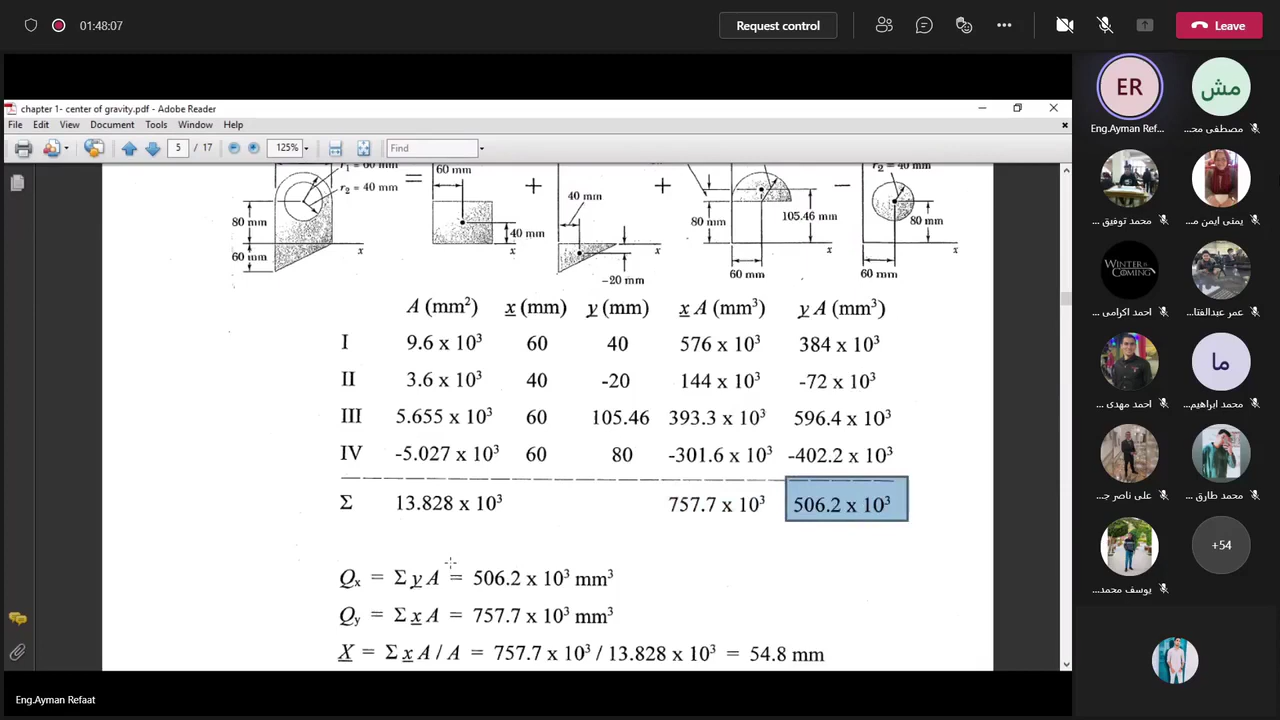 01:48:07
Request control
Leave
chapter 1- center of gravity.pdf - Adobe Reader
File Edit View Document Tools Window Help
5 / 17 125% Find
r₁ = 60 mm
r₂ = 40 mm
80 mm
60 mm
x
=
60 mm
40 mm
x
+
40 mm
x
-20 mm
+
80 mm
105.46 mm
60 mm
x
−
r₂ = 40 mm
80 mm
60 mm
x
A (mm²) x (mm) y (mm) x A (mm³) y A (mm³)
I 9.6 x 10³ 60 40 576 x 10³ 384 x 10³
II 3.6 x 10³ 40 -20 144 x 10³ -72 x 10³
III 5.655 x 10³ 60 105.46 393.3 x 10³ 596.4 x 10³
IV -5.027 x 10³ 60 80 -301.6 x 10³ -402.2 x 10³
Σ 13.828 x 10³ 757.7 x 10³ 506.2 x 10³
Qx = Σ y A = 506.2 x 10³ mm³
Qy = Σ x A = 757.7 x 10³ mm³
X = Σ x A / A = 757.7 x 10³ / 13.828 x 10³ = 54.8 mm
Eng.Ayman Refaat
ER
Eng.Ayman Refa...
مش
مصطفى مح...
محمد توفيق ...
يمنى ايمن م...
WINTER IS COMING
احمد اكرامى ...
عمر عبدالفتا...
احمد مهدى ...
ما
محمد ابراهيم...
على ناصر ج...
محمد طارق ...
يوسف محمد...
+54